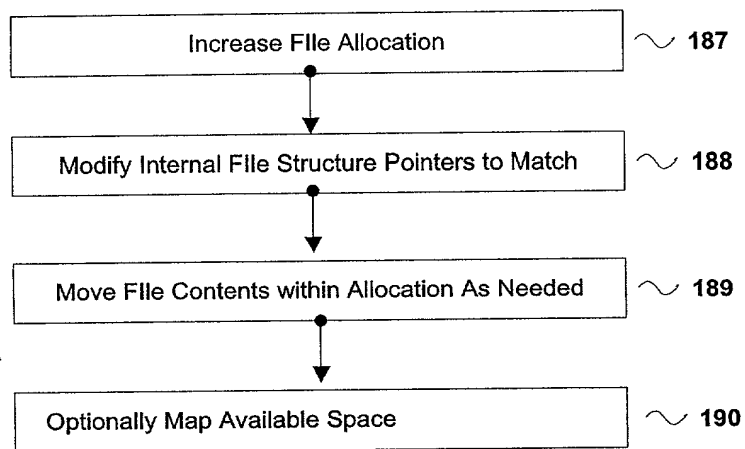 Increase FIle Allocation 187
Modify Internal FIle Structure Pointers to Match 188
Move FIle Contents within Allocation As Needed 189
Optionally Map Available Space 190